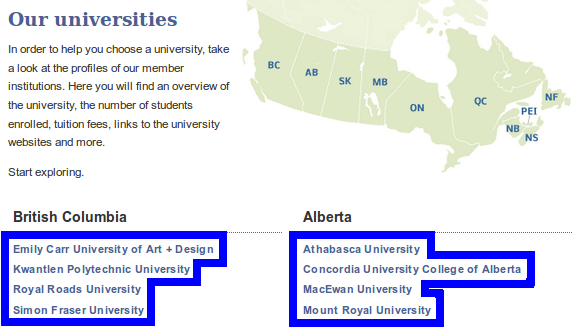 Our universities
In order to help you choose a university, take
a look at the profiles of our member
institutions. Here you will find an overview of
the university, the number of students
enrolled, tuition fees, links to the university
websites and more.
Start exploring.
BC
AB
SK
MB
ON
QC
PEI
NF
NB
NS
British Columbia
Emily Carr University of Art + Design
Kwantlen Polytechnic University
Royal Roads University
Simon Fraser University
Alberta
Athabasca University
Concordia University College of Alberta
MacEwan University
Mount Royal University